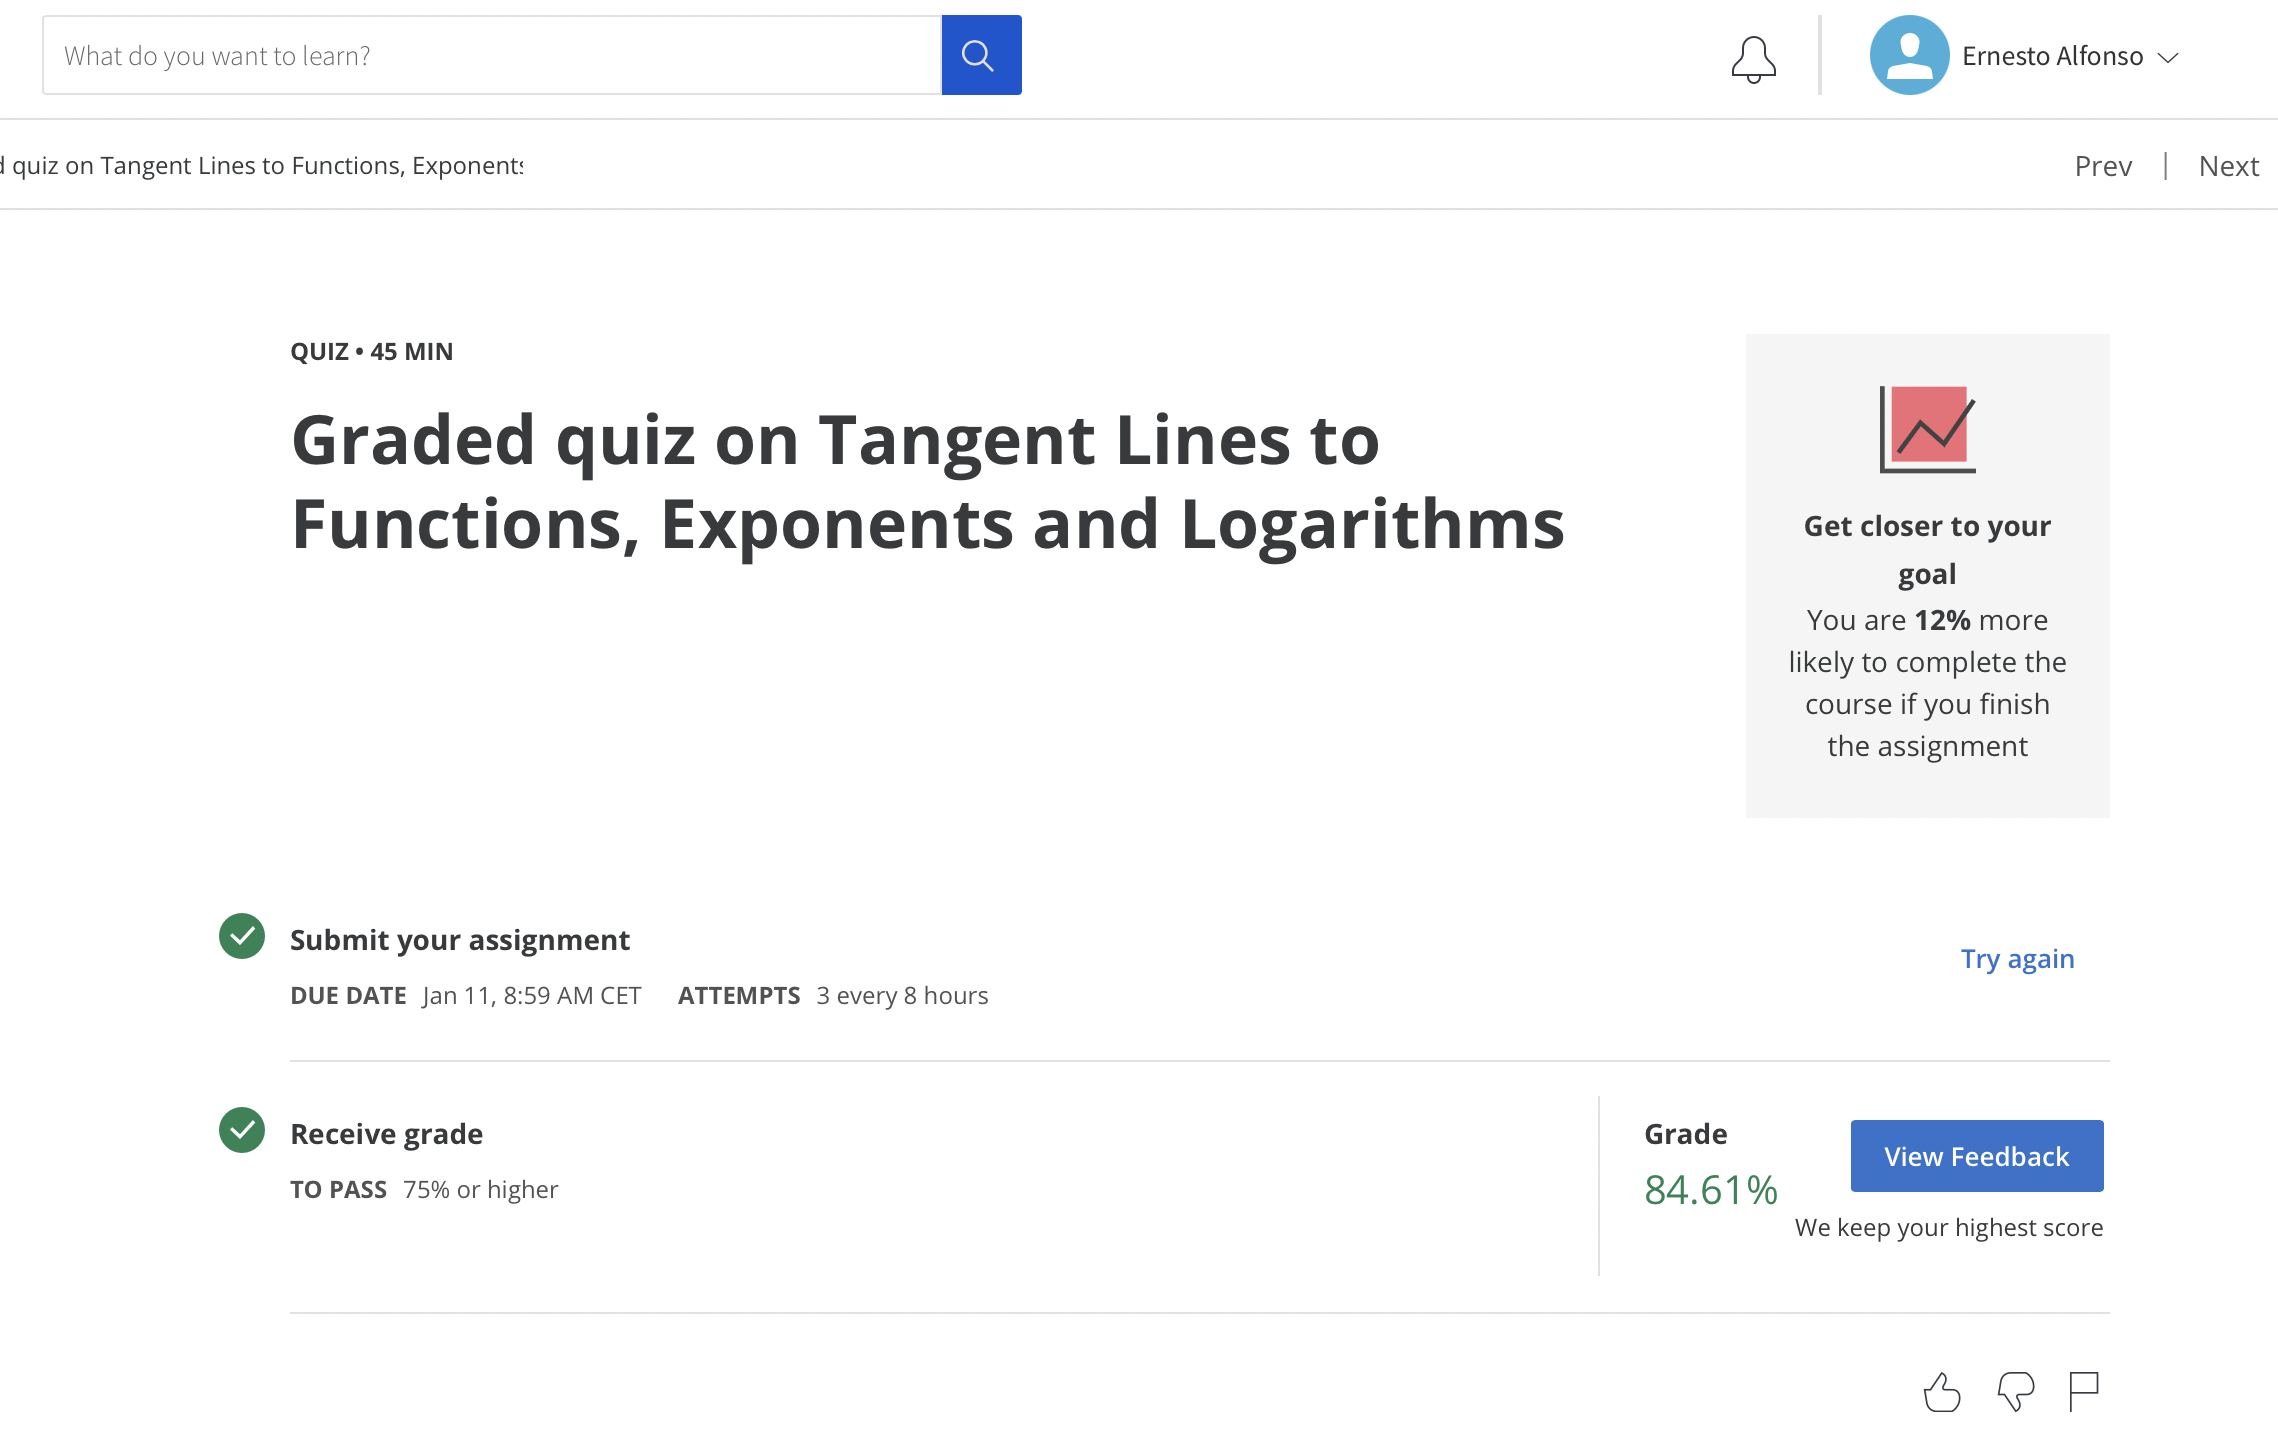 What do you want to learn?
Ernesto Alfonso
quiz on Tangent Lines to Functions, Exponents
Prev | Next
QUIZ • 45 MIN
Graded quiz on Tangent Lines to
Functions, Exponents and Logarithms
Get closer to your
goal
You are 12% more
likely to complete the
course if you finish
the assignment
Submit your assignment
DUE DATE Jan 11, 8:59 AM CET ATTEMPTS 3 every 8 hours
Try again
Receive grade
TO PASS 75% or higher
Grade
84.61%
View Feedback
We keep your highest score